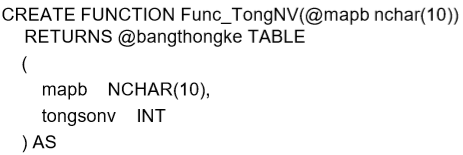 CREATE FUNCTION Func_TongNV(@mapb nchar(10))
RETURNS @bangthongke TABLE
(
mapb NCHAR(10),
tongsonv INT
) AS